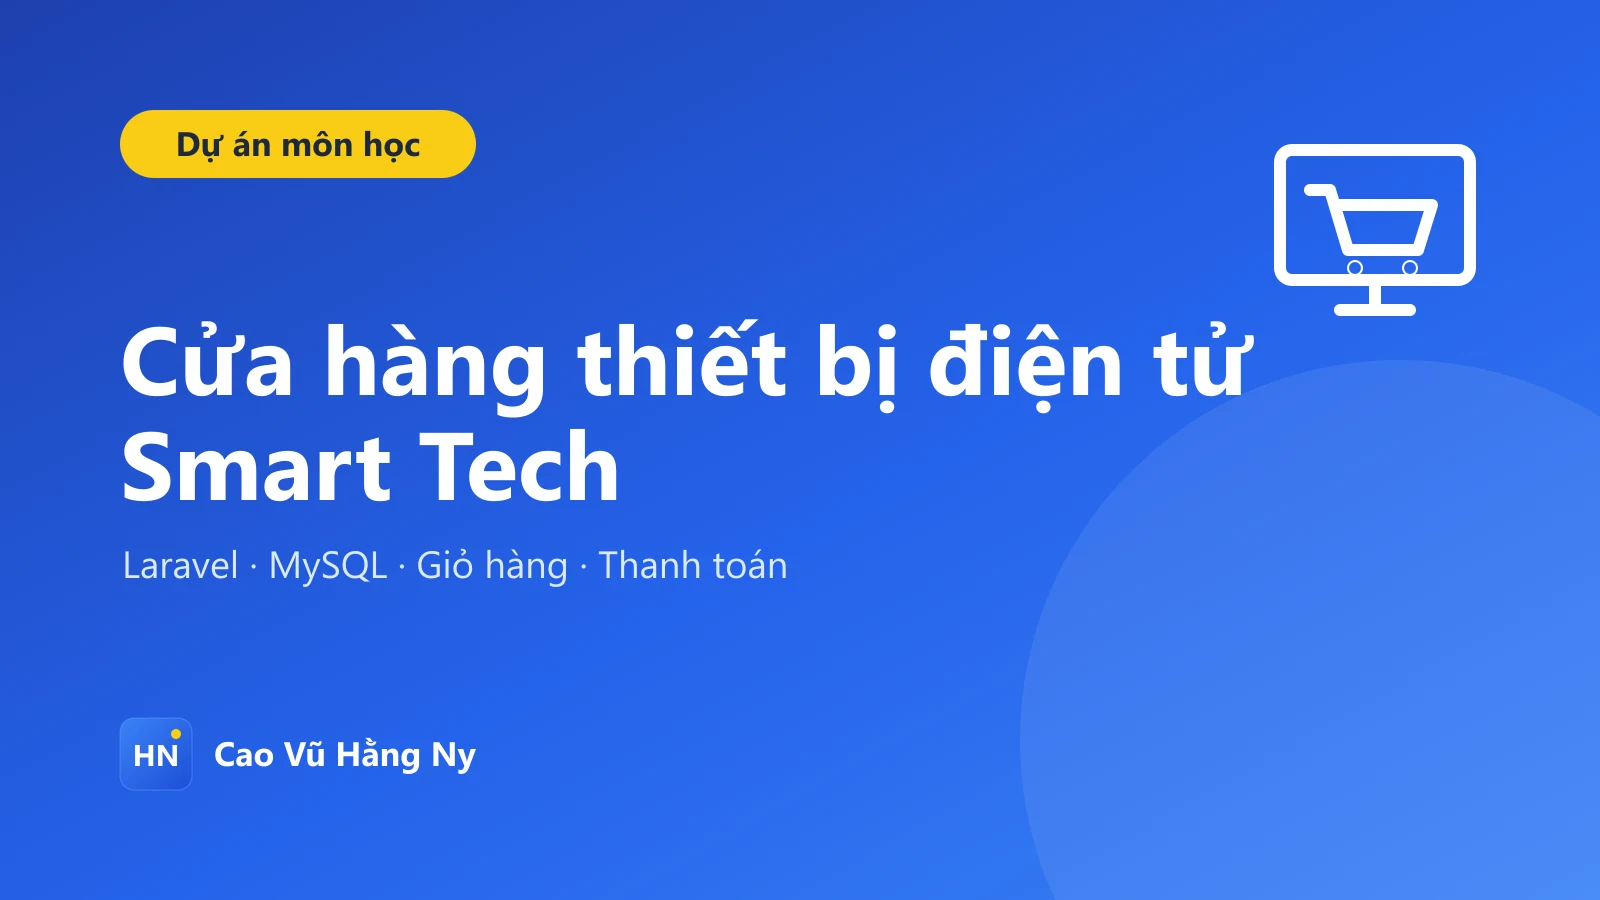 Dự án môn học
Cửa hàng thiết bị điện tử
Smart Tech
Laravel · MySQL · Giỏ hàng · Thanh toán
HN
Cao Vũ Hằng Ny